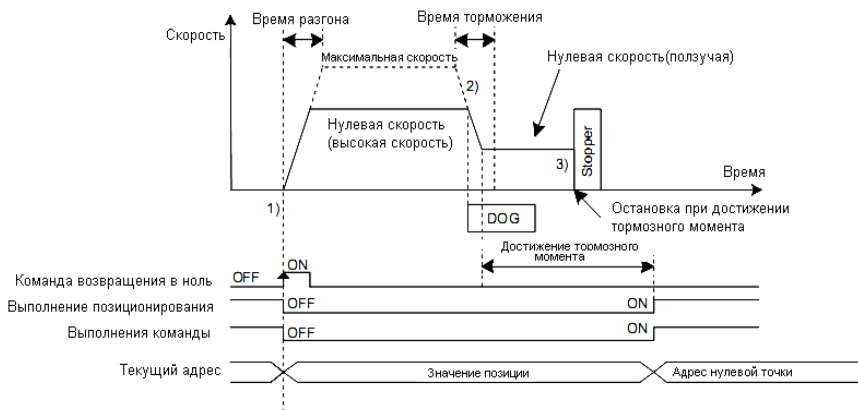 Время разгона
Время торможения
Скорость
Максимальная скорость
Нулевая скорость(ползучая)
2)
Нулевая скорость
(высокая скорость)
3)
Stopper
Время
1)
DOG
Остановка при достижении
тормозного момента
Достижение тормозного
момента
ON
Команда возвращения в ноль
OFF
Выполнение позиционирования
OFF
ON
Выполнения команды
OFF
ON
Текущий адрес
Значение позиции
Адрес нулевой точки